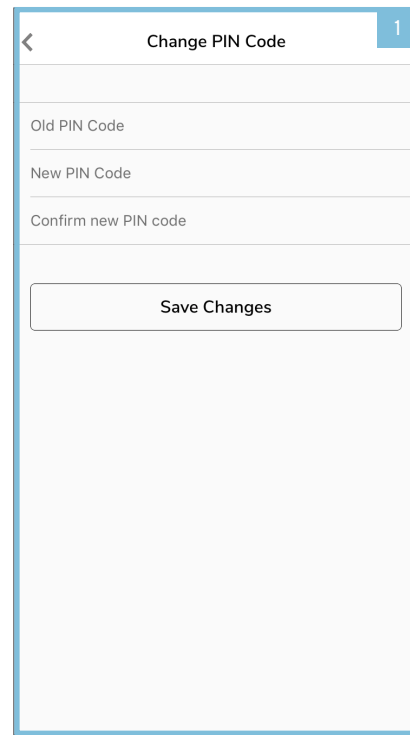 1
Change PIN Code
Old PIN Code
New PIN Code
Confirm new PIN code
Save Changes